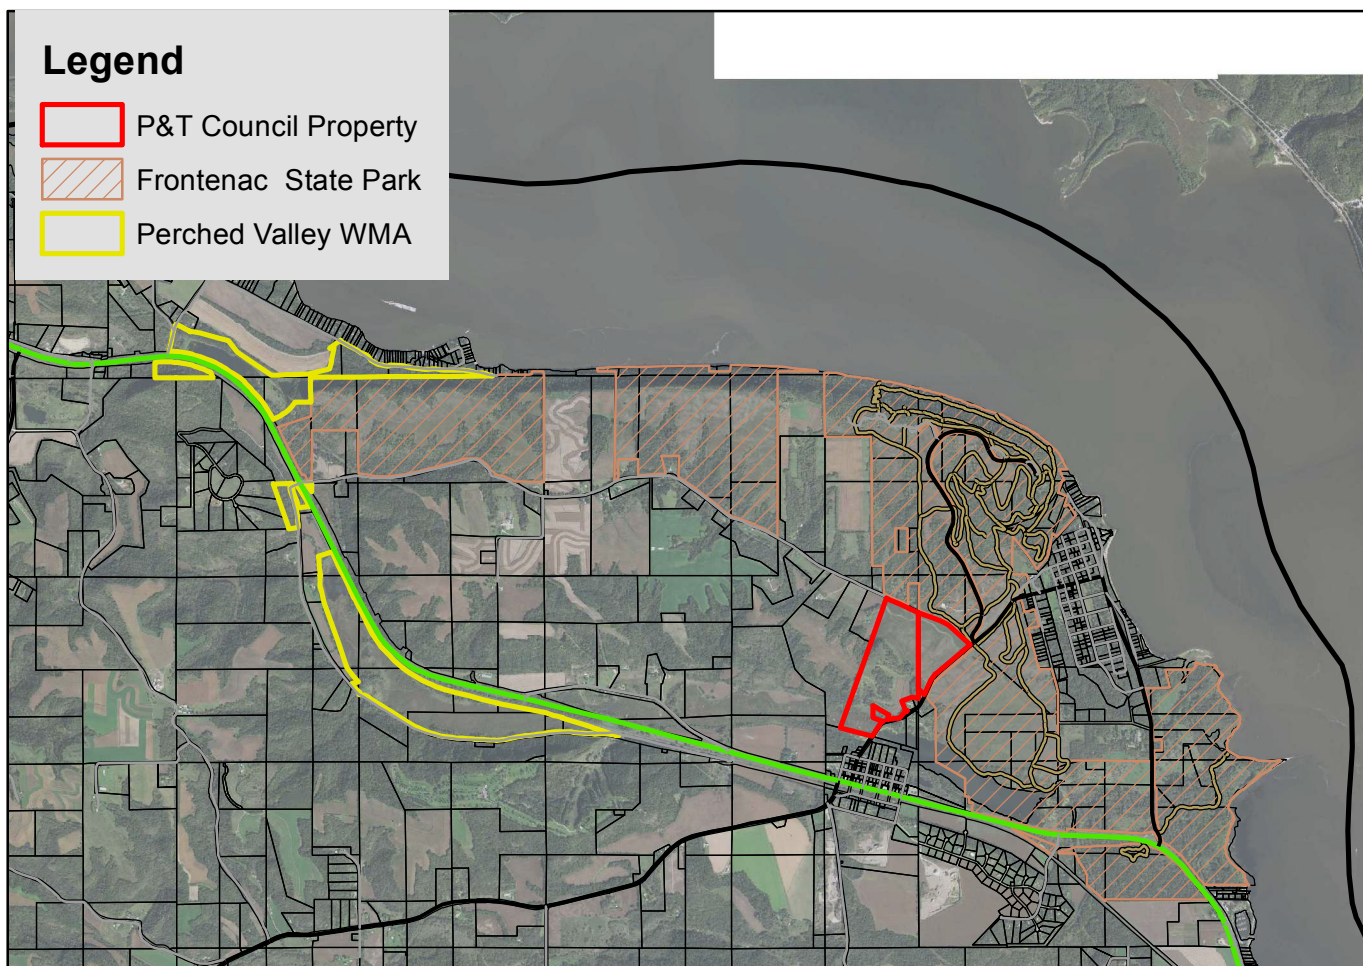 Legend
P&T Council Property
Frontenac State Park
Perched Valley WMA